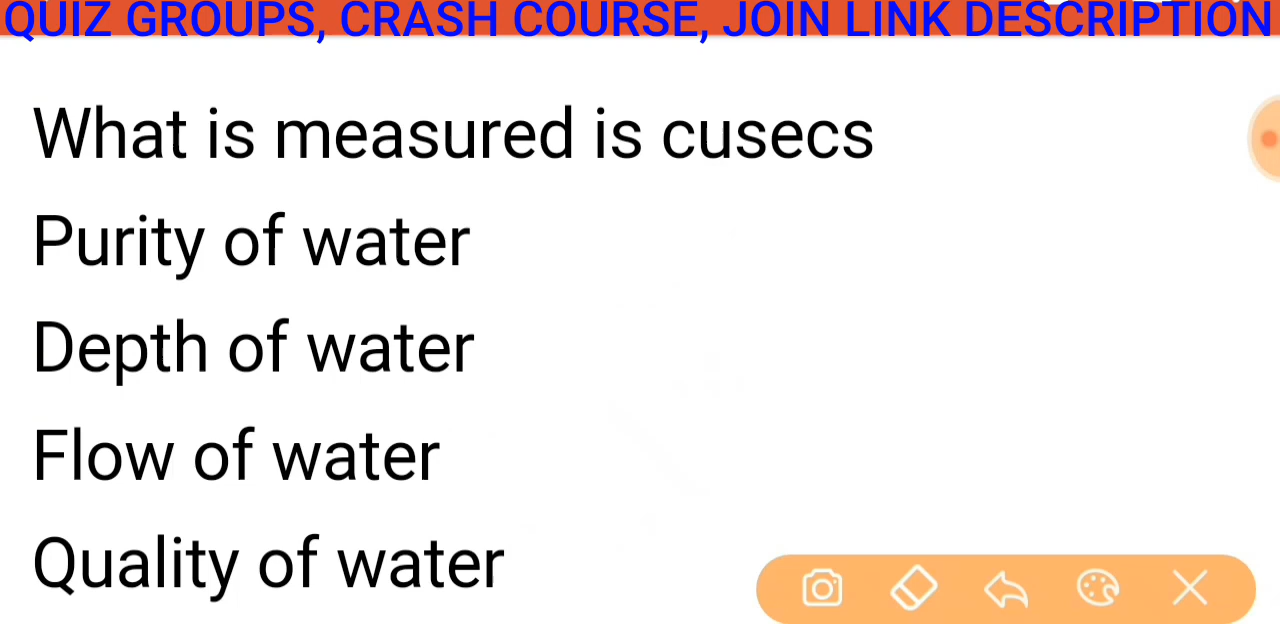 QUIZ GROUPS, CRASH COURSE, JOIN LINK DESCRIPTION
What is measured is cusecs
Purity of water
Depth of water
Flow of water
Quality of water